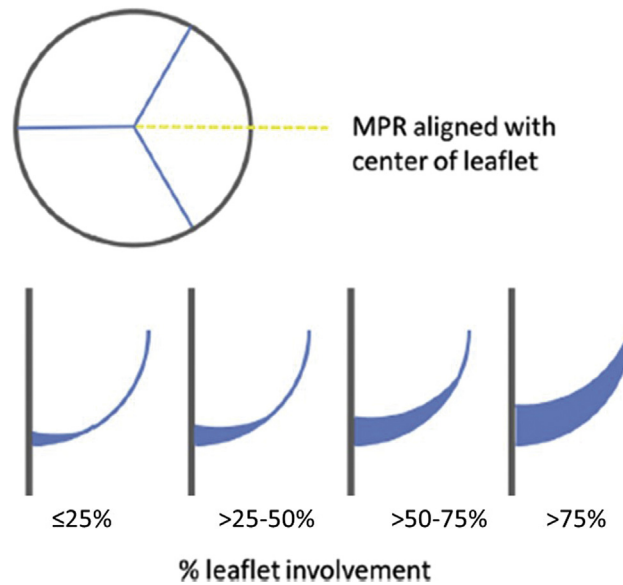 MPR aligned with
center of leaflet
≤25% >25-50% >50-75% >75%
% leaflet involvement